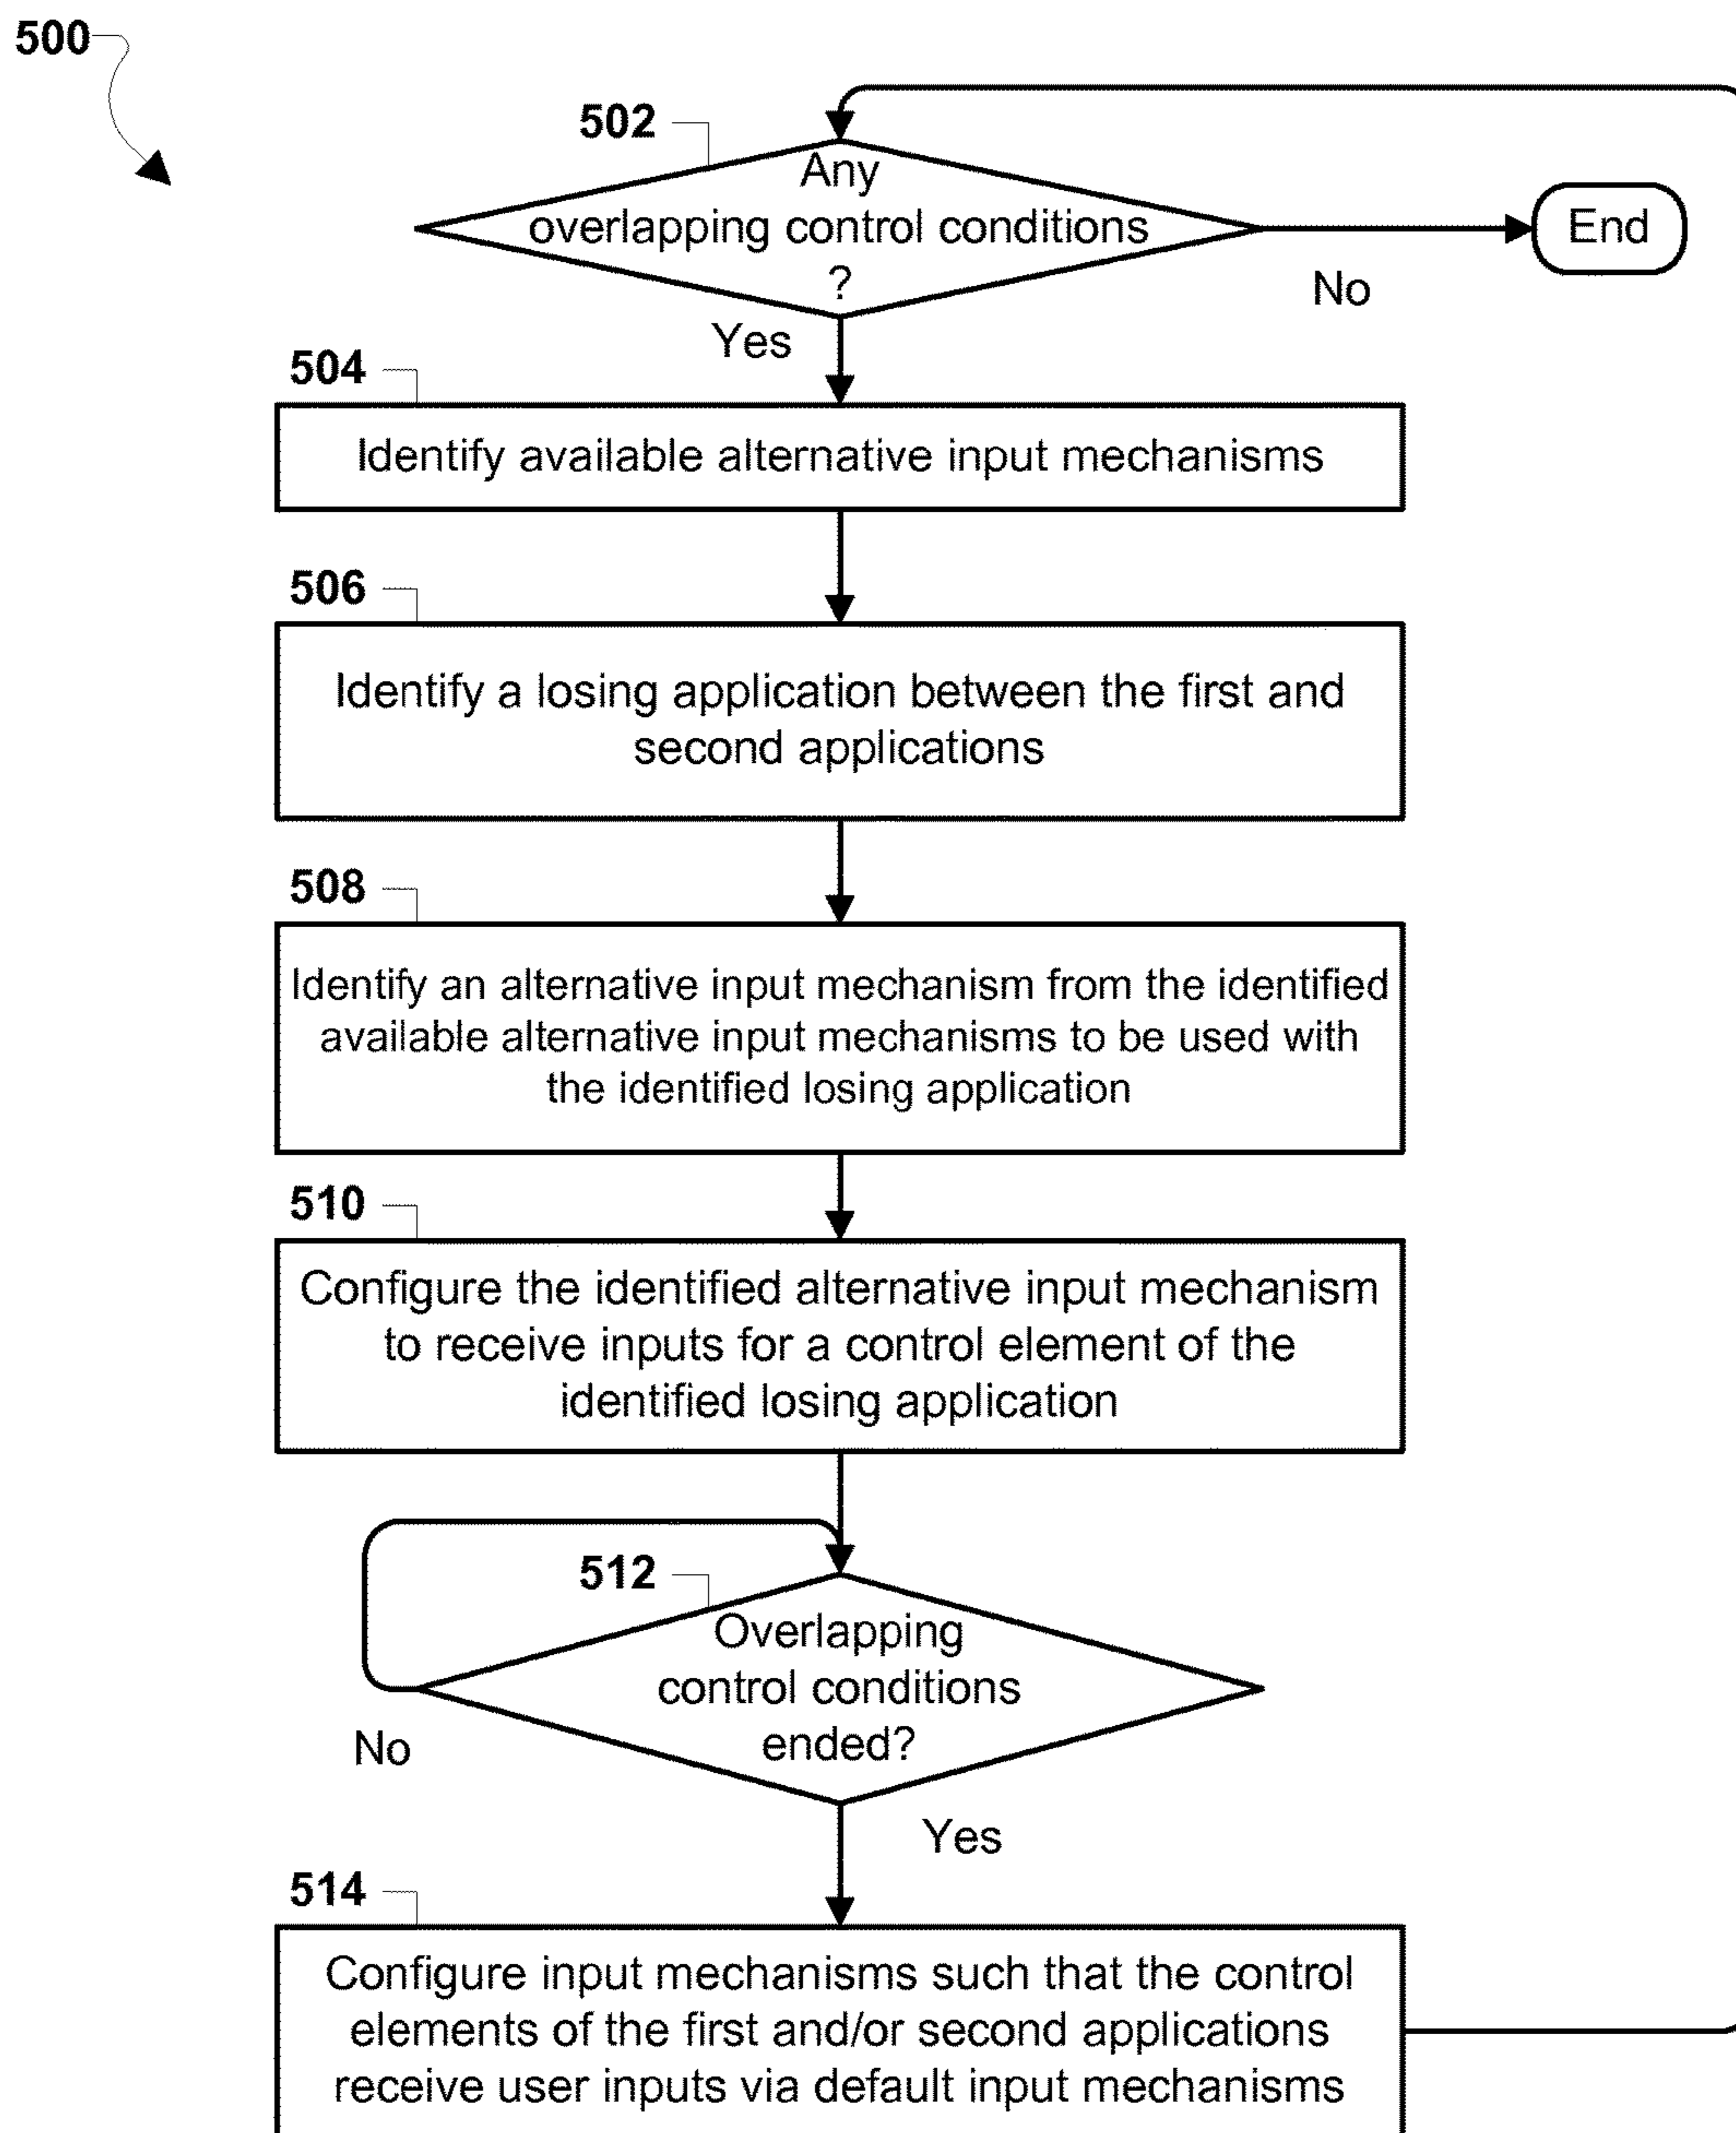 500
502
Any
overlapping control conditions
?
End
No
Yes
504
Identify available alternative input mechanisms
506
Identify a losing application between the first and
second applications
508
Identify an alternative input mechanism from the identified
available alternative input mechanisms to be used with
the identified losing application
510
Configure the identified alternative input mechanism
to receive inputs for a control element of the
identified losing application
512
Overlapping
control conditions
ended?
No
Yes
514
Configure input mechanisms such that the control
elements of the first and/or second applications
receive user inputs via default input mechanisms